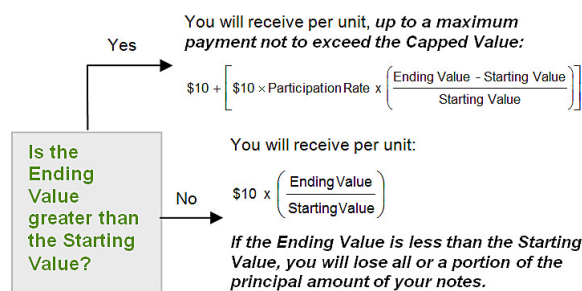 You will receive per unit, up to a maximum
payment not to exceed the Capped Value:
Yes
$10 + [ $10 × Participation Rate x ( Ending Value - Starting Value / Starting Value ) ]
Is the
Ending
Value
greater than
the Starting
Value?
No
You will receive per unit:
$10 x ( Ending Value / Starting Value )
If the Ending Value is less than the Starting
Value, you will lose all or a portion of the
principal amount of your notes.